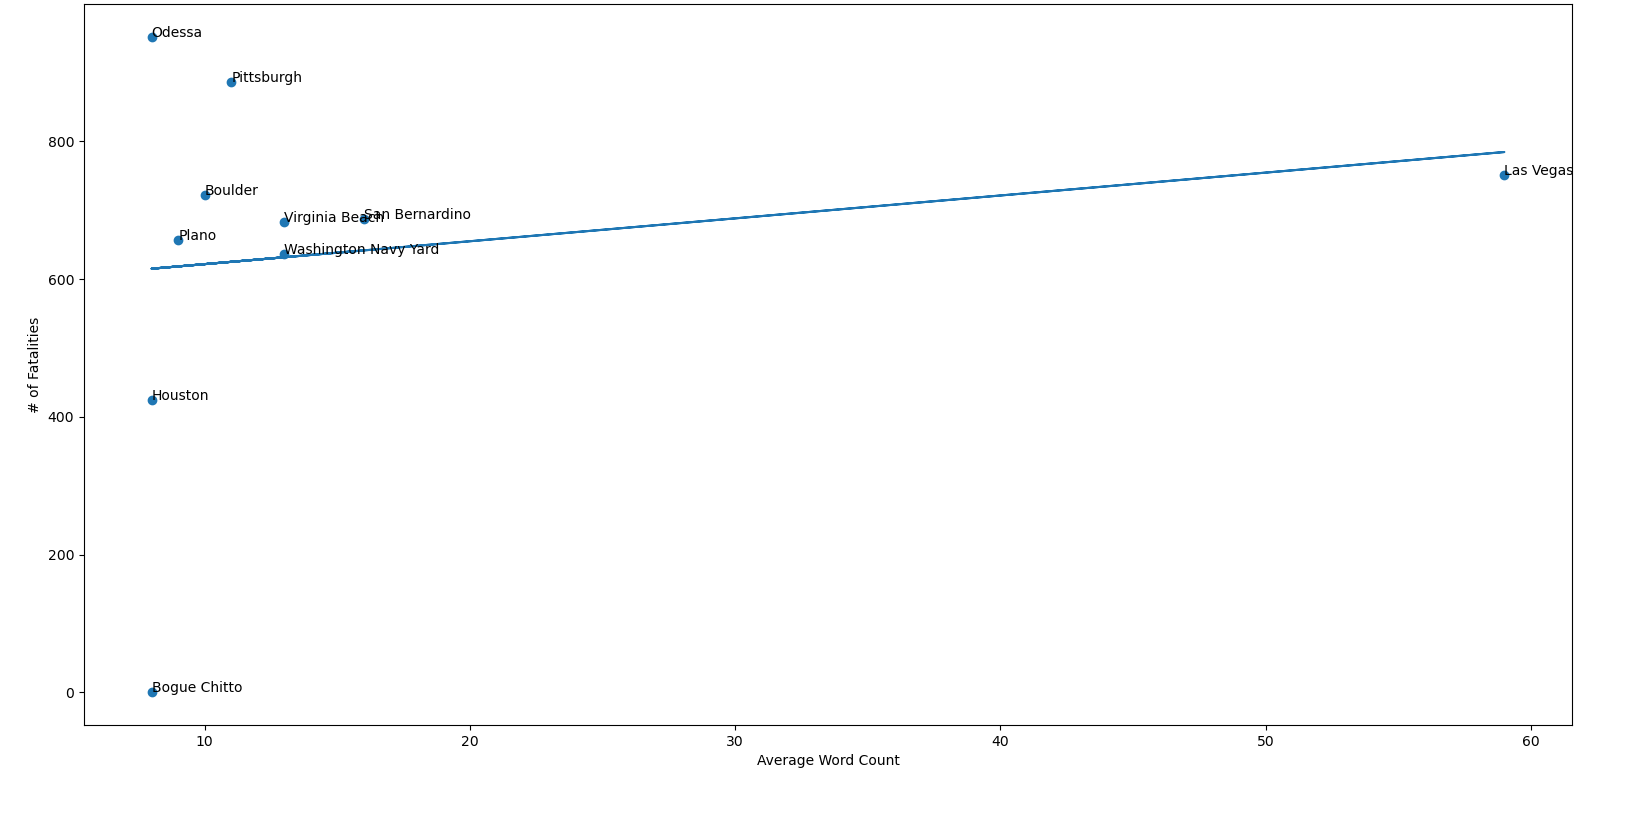 Odessa
Pittsburgh
800
Las Vegas
Boulder
San Bernardino
Virginia Beach
Plano
Washington Navy Yard
600
# of Fatalities
Houston
400
200
Bogue Chitto
0
10 20 30 40 50 60
Average Word Count